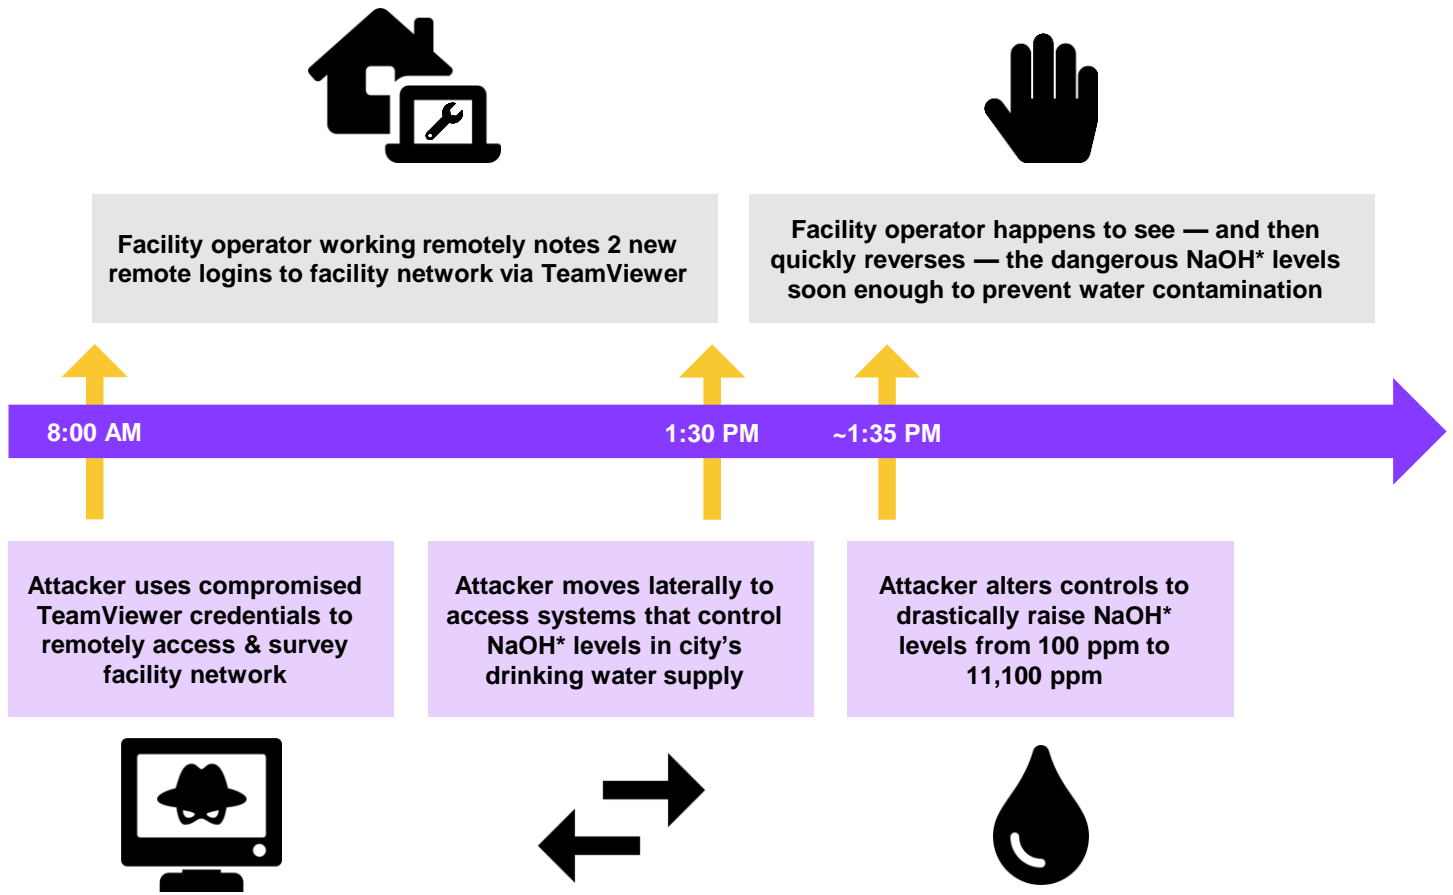 Facility operator working remotely notes 2 new
remote logins to facility network via TeamViewer
Facility operator happens to see — and then
quickly reverses — the dangerous NaOH* levels
soon enough to prevent water contamination
8:00 AM
1:30 PM
~1:35 PM
Attacker uses compromised
TeamViewer credentials to
remotely access & survey
facility network
Attacker moves laterally to
access systems that control
NaOH* levels in city’s
drinking water supply
Attacker alters controls to
drastically raise NaOH*
levels from 100 ppm to
11,100 ppm